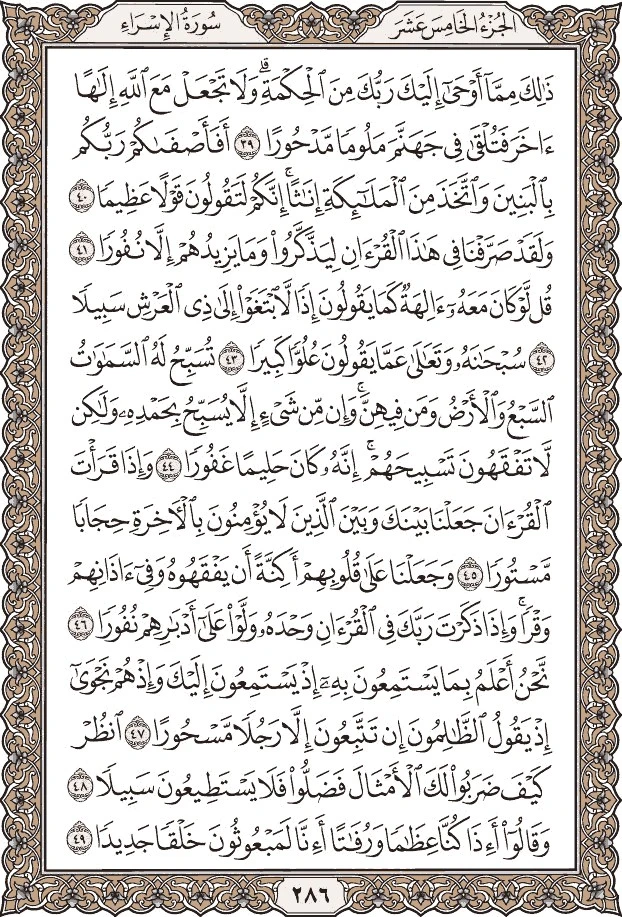 الجُزْءُ الخَامِسَ عَشَرَ
سُورَةُ الإِسْرَاءِ
ذَٰلِكَ مِمَّآ أَوْحَىٰٓ إِلَيْكَ رَبُّكَ مِنَ ٱلْحِكْمَةِۗ وَلَا تَجْعَلْ مَعَ ٱللَّهِ إِلَٰهًا
ءَاخَرَ فَتُلْقَىٰ فِى جَهَنَّمَ مَلُومًا مَّدْحُورًا ٣٩ أَفَأَصْفَىٰكُمْ رَبُّكُم
بِٱلْبَنِينَ وَٱتَّخَذَ مِنَ ٱلْمَلَٰٓئِكَةِ إِنَٰثًاۚ إِنَّكُمْ لَتَقُولُونَ قَوْلًا عَظِيمًا ٤٠
وَلَقَدْ صَرَّفْنَا فِى هَٰذَا ٱلْقُرْءَانِ لِيَذَّكَّرُوا۟ وَمَا يَزِيدُهُمْ إِلَّا نُفُورًا ٤١
قُل لَّوْ كَانَ مَعَهُۥٓ ءَالِهَةٌ كَمَا يَقُولُونَ إِذًا لَّٱبْتَغَوْا۟ إِلَىٰ ذِى ٱلْعَرْشِ سَبِيلًا
٤٢ سُبْحَٰنَهُۥ وَتَعَٰلَىٰ عَمَّا يَقُولُونَ عُلُوًّا كَبِيرًا ٤٣ تُسَبِّحُ لَهُ ٱلسَّمَٰوَٰتُ
ٱلسَّبْعُ وَٱلْأَرْضُ وَمَن فِيهِنَّۚ وَإِن مِّن شَىْءٍ إِلَّا يُسَبِّحُ بِحَمْدِهِۦ وَلَٰكِن
لَّا تَفْقَهُونَ تَسْبِيحَهُمْۗ إِنَّهُۥ كَانَ حَلِيمًا غَفُورًا ٤٤ وَإِذَا قَرَأْتَ
ٱلْقُرْءَانَ جَعَلْنَا بَيْنَكَ وَبَيْنَ ٱلَّذِينَ لَا يُؤْمِنُونَ بِٱلْءَاخِرَةِ حِجَابًا
مَّسْتُورًا ٤٥ وَجَعَلْنَا عَلَىٰ قُلُوبِهِمْ أَكِنَّةً أَن يَفْقَهُوهُ وَفِىٓ ءَاذَانِهِمْ
وَقْرًاۚ وَإِذَا ذَكَرْتَ رَبَّكَ فِى ٱلْقُرْءَانِ وَحْدَهُۥ وَلَّوْا۟ عَلَىٰٓ أَدْبَٰرِهِمْ نُفُورًا ٤٦
نَّحْنُ أَعْلَمُ بِمَا يَسْتَمِعُونَ بِهِۦٓ إِذْ يَسْتَمِعُونَ إِلَيْكَ وَإِذْ هُمْ نَجْوَىٰٓ
إِذْ يَقُولُ ٱلظَّٰلِمُونَ إِن تَتَّبِعُونَ إِلَّا رَجُلًا مَّسْحُورًا ٤٧ ٱنظُرْ
كَيْفَ ضَرَبُوا۟ لَكَ ٱلْأَمْثَالَ فَضَلُّوا۟ فَلَا يَسْتَطِيعُونَ سَبِيلًا ٤٨
وَقَالُوٓا۟ أَءِذَا كُنَّا عِظَٰمًا وَرُفَٰتًا أَءِنَّا لَمَبْعُوثُونَ خَلْقًا جَدِيدًا ٤٩
٢٨٦